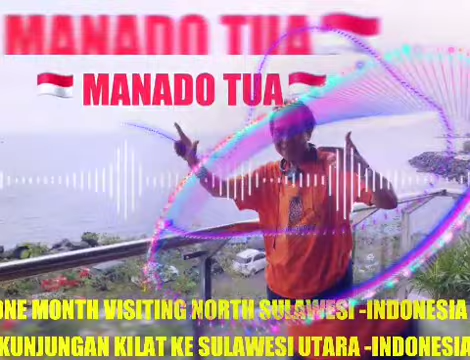 MANADO TUA
🇮🇩 MANADO TUA 🇮🇩
ONE MONTH VISITING NORTH SULAWESI -INDONESIA
KUNJUNGAN KILAT KE SULAWESI UTARA -INDONESIA